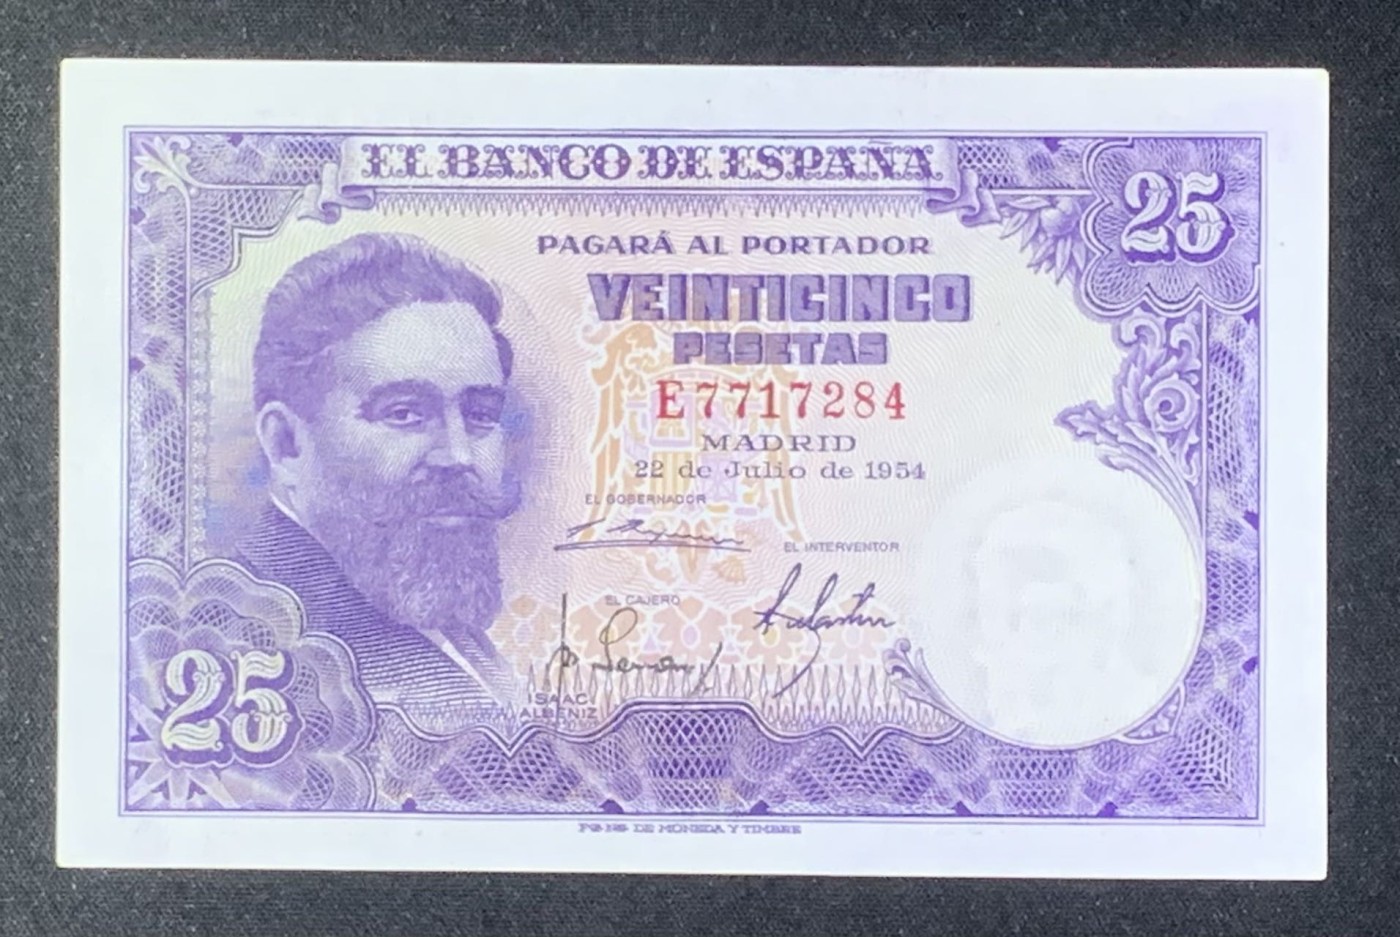 EL BANCO DE ESPAÑA
25
PAGARÁ AL PORTADOR
VEINTICINCO
PESETAS
E7717284
MADRID
22 de Julio de 1954
EL GOBERNADOR
EL INTERVENTOR
EL CAJERO
ISAAC
ALBENIZ
25
DE MONEDA Y TIMBRE